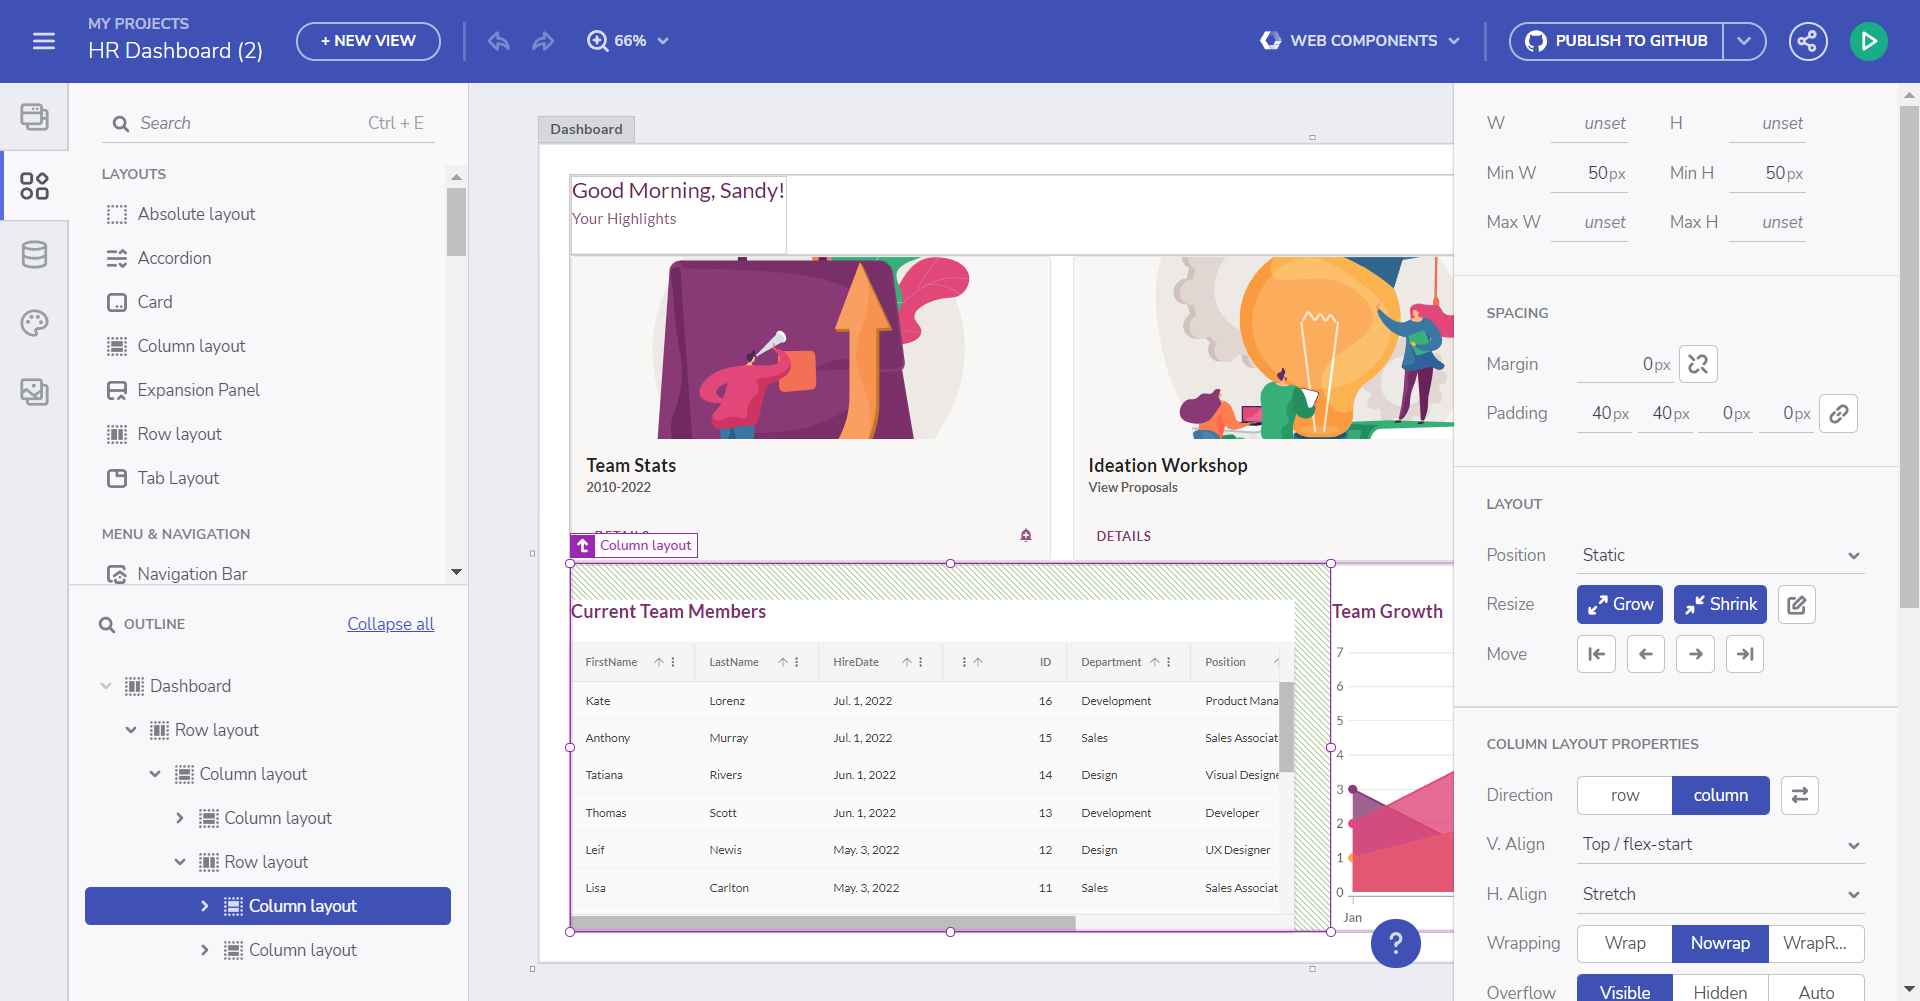 MY PROJECTS
HR Dashboard (2)
+ NEW VIEW
66%
WEB COMPONENTS
PUBLISH TO GITHUB
Search
Ctrl + E
LAYOUTS
Absolute layout
Accordion
Card
Column layout
Expansion Panel
Row layout
Tab Layout
MENU & NAVIGATION
Navigation Bar
OUTLINE
Collapse all
Dashboard
Row layout
Column layout
Column layout
Row layout
Column layout
Column layout
Dashboard
Good Morning, Sandy!
Your Highlights
Team Stats
2010-2022
DETAILS
Ideation Workshop
View Proposals
DETAILS
Column layout
Current Team Members
FirstName LastName HireDate ID Department Position
Kate Lorenz Jul. 1, 2022 16 Development Product Mana
Anthony Murray Jul. 1, 2022 15 Sales Sales Associat
Tatiana Rivers Jun. 1, 2022 14 Design Visual Designe
Thomas Scott Jun. 1, 2022 13 Development Developer
Leif Newis May. 3, 2022 12 Design UX Designer
Lisa Carlton May. 3, 2022 11 Sales Sales Associat
Team Growth
7
6
5
4
3
2
1
0
Jan
?
W unset H unset
Min W 50px Min H 50px
Max W unset Max H unset
SPACING
Margin 0px
Padding 40px 40px 0px 0px
LAYOUT
Position Static
Resize Grow Shrink
Move
COLUMN LAYOUT PROPERTIES
Direction row column
V. Align Top / flex-start
H. Align Stretch
Wrapping Wrap Nowrap WrapR...
Overflow Visible Hidden Auto